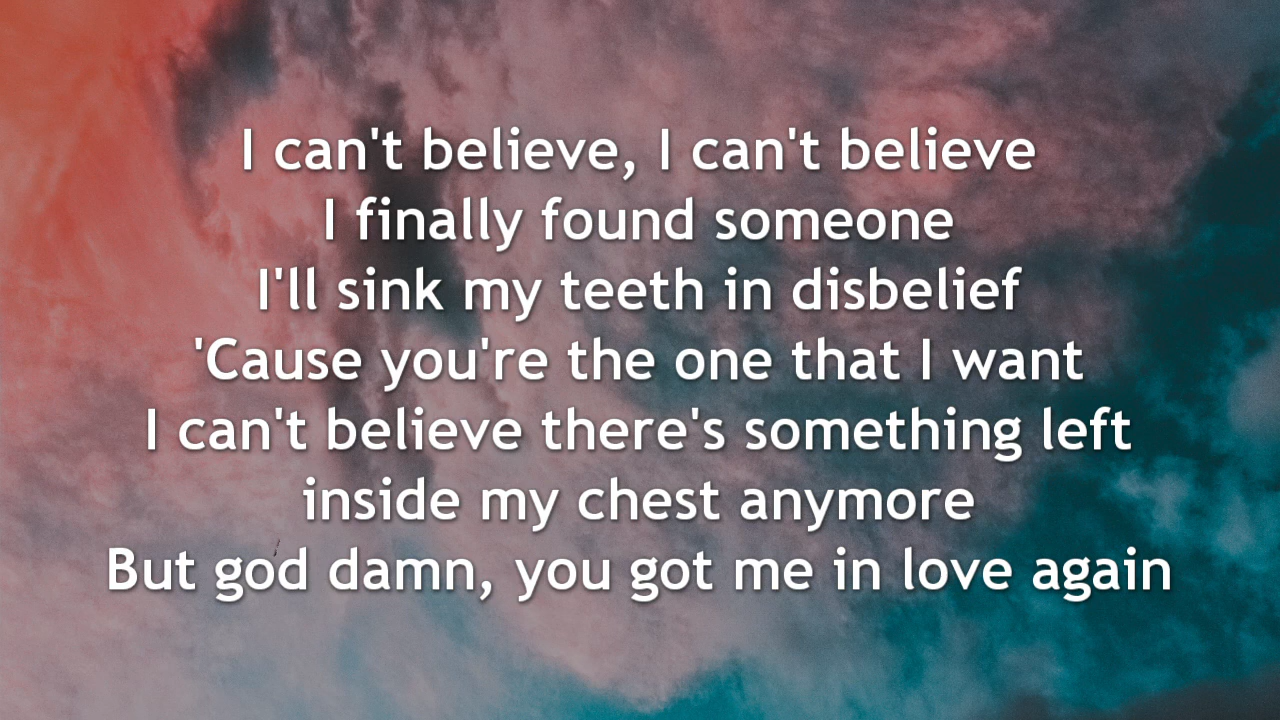 I can't believe, I can't believe
I finally found someone
I'll sink my teeth in disbelief
'Cause you're the one that I want
I can't believe there's something left
inside my chest anymore
But god damn, you got me in love again